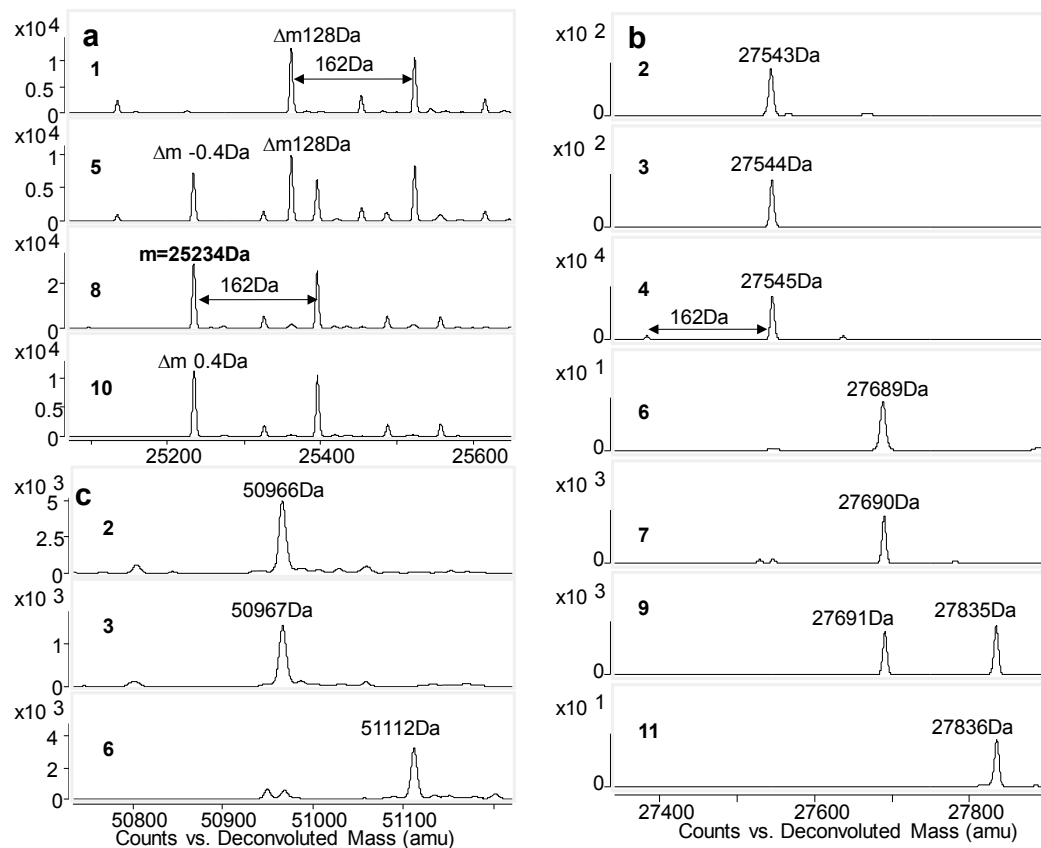 a
x10 4
1
Δm128Da
162Da
1
0.5
0
x10 4
5
Δm -0.4Da
Δm128Da
1
0.5
0
x10 4
8
m=25234Da
162Da
2
0
x10 4
10
Δm 0.4Da
1
0.5
0
25200 25400 25600
c
x10 3
2
50966Da
5
2.5
0
x10 3
3
50967Da
1
0
x10 3
6
51112Da
4
2
0
50800 50900 51000 51100
Counts vs. Deconvoluted Mass (amu)
b
x10 2
2
27543Da
0
x10 2
3
27544Da
0
x10 4
4
27545Da
162Da
0
x10 1
6
27689Da
0
x10 3
7
27690Da
0
x10 3
9
27691Da 27835Da
0
x10 1
11
27836Da
0
27400 27600 27800
Counts vs. Deconvoluted Mass (amu)